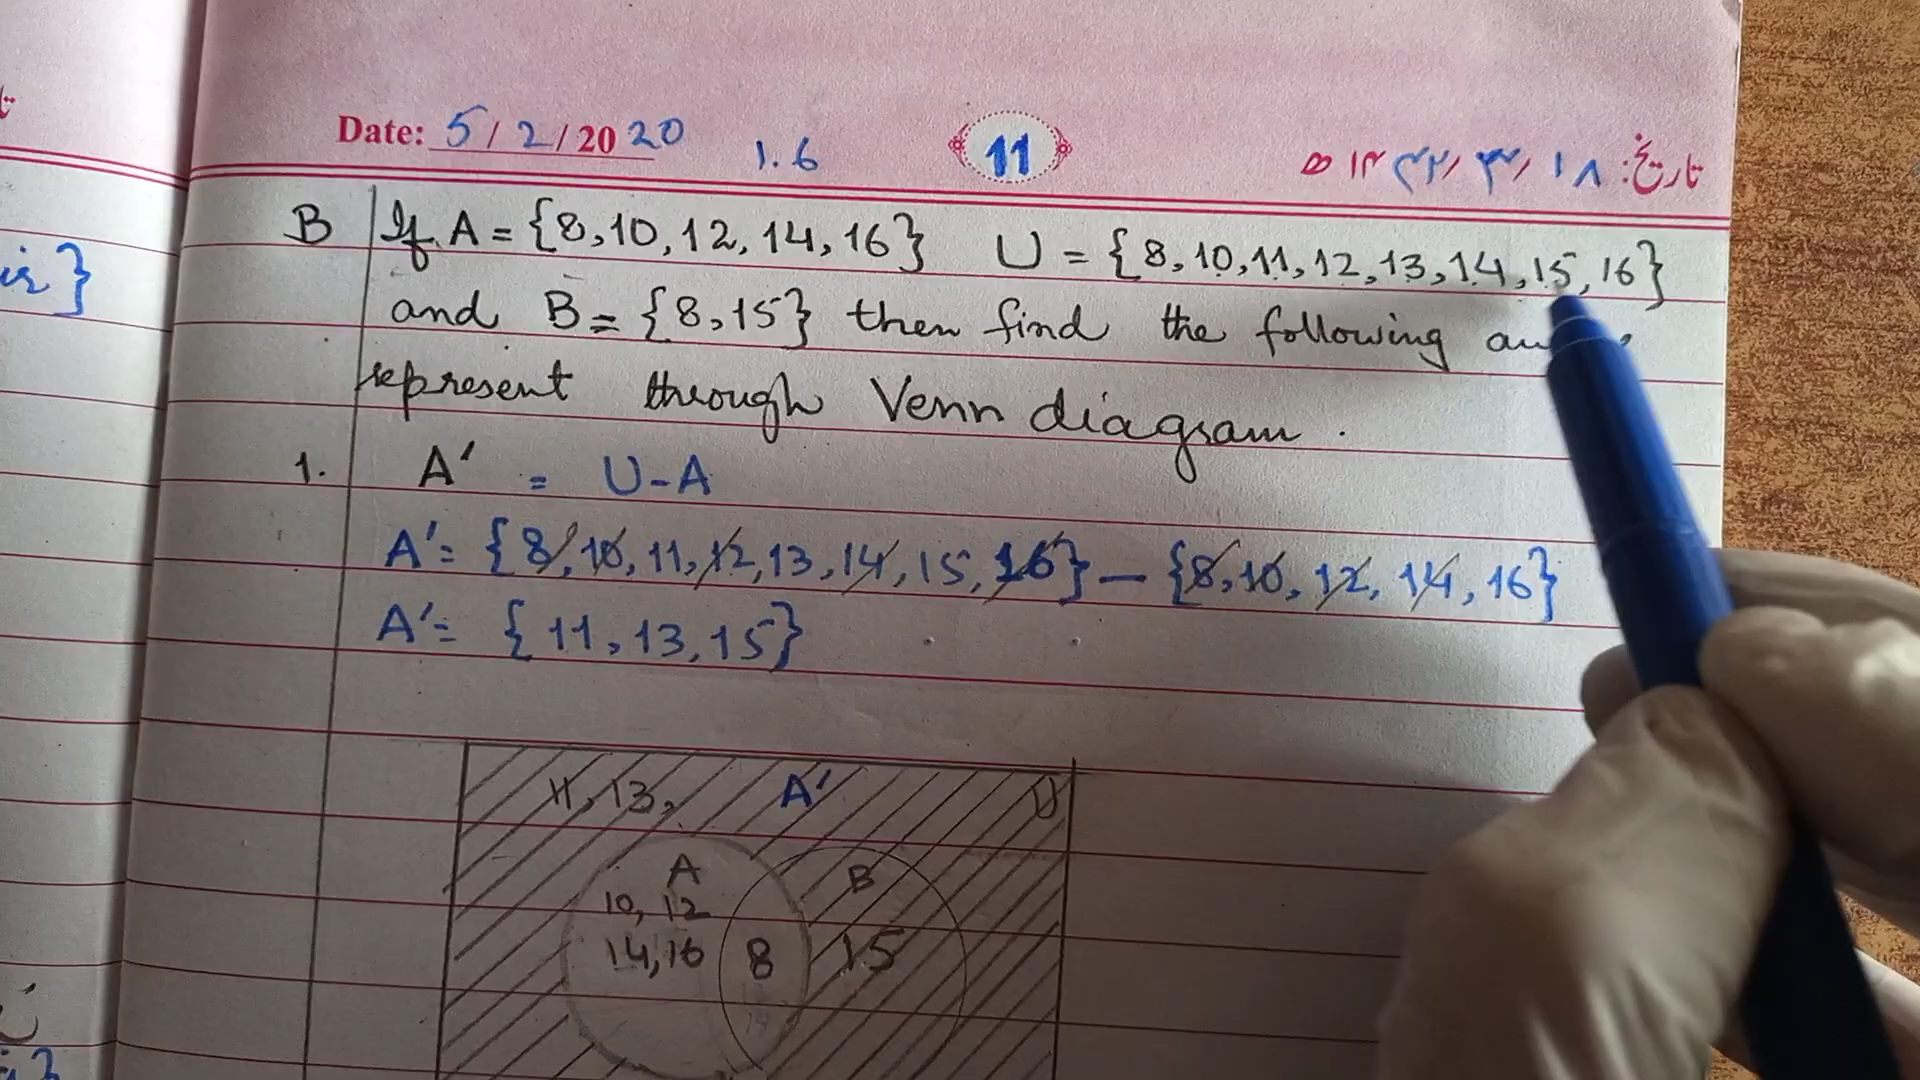 Date: 5/2/2020 1.6 11 تاریخ: ۱۸/۳/۱۴۴۲ھ
B If A = {8,10,12,14,16} U = {8,10,11,12,13,14,15,16}
and B = {8,15} then find the following
represent through Venn diagram.
1. A' = U-A
A' = {8,10,11,12,13,14,15,16} – {8,10,12,14,16}
A' = {11,13,15}
11,13, A' U
A B
10,12
14,16 8 15